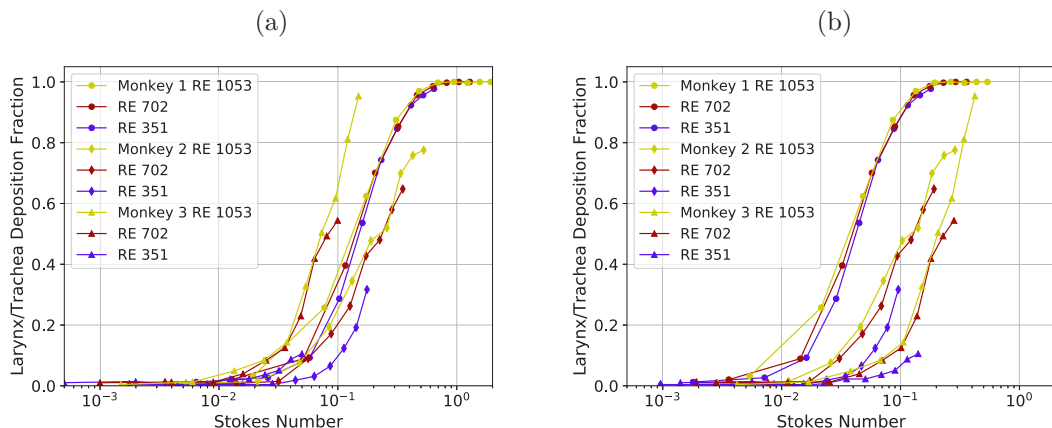 (a)
Larynx/Trachea Deposition Fraction
1.0
0.8
0.6
0.4
0.2
0.0
Monkey 1 RE 1053
RE 702
RE 351
Monkey 2 RE 1053
RE 702
RE 351
Monkey 3 RE 1053
RE 702
RE 351
10⁻³
10⁻²
10⁻¹
10⁰
Stokes Number
(b)
Larynx/Trachea Deposition Fraction
1.0
0.8
0.6
0.4
0.2
0.0
Monkey 1 RE 1053
RE 702
RE 351
Monkey 2 RE 1053
RE 702
RE 351
Monkey 3 RE 1053
RE 702
RE 351
10⁻³
10⁻²
10⁻¹
10⁰
Stokes Number